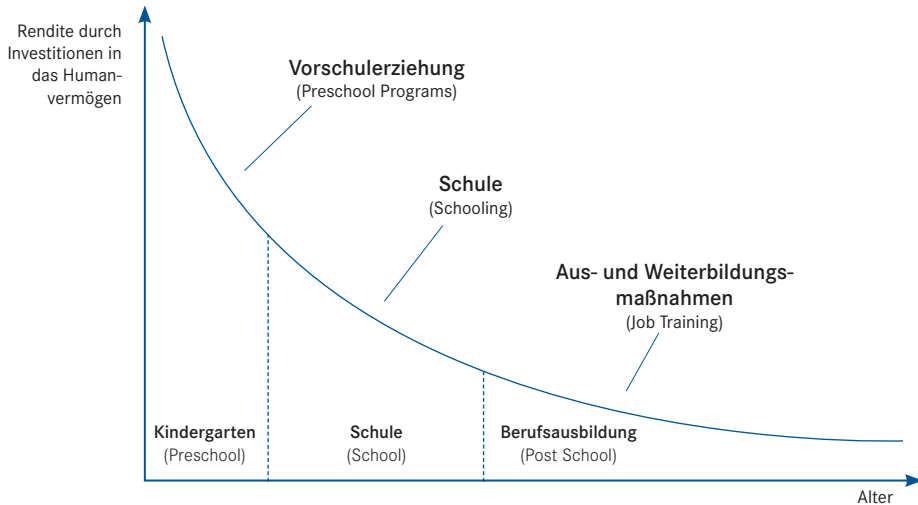 Rendite durch
Investitionen in
das Human-
vermögen
Vorschulerziehung
(Preschool Programs)
Schule
(Schooling)
Aus- und Weiterbildungs-
maßnahmen
(Job Training)
Kindergarten
(Preschool)
Schule
(School)
Berufsausbildung
(Post School)
Alter